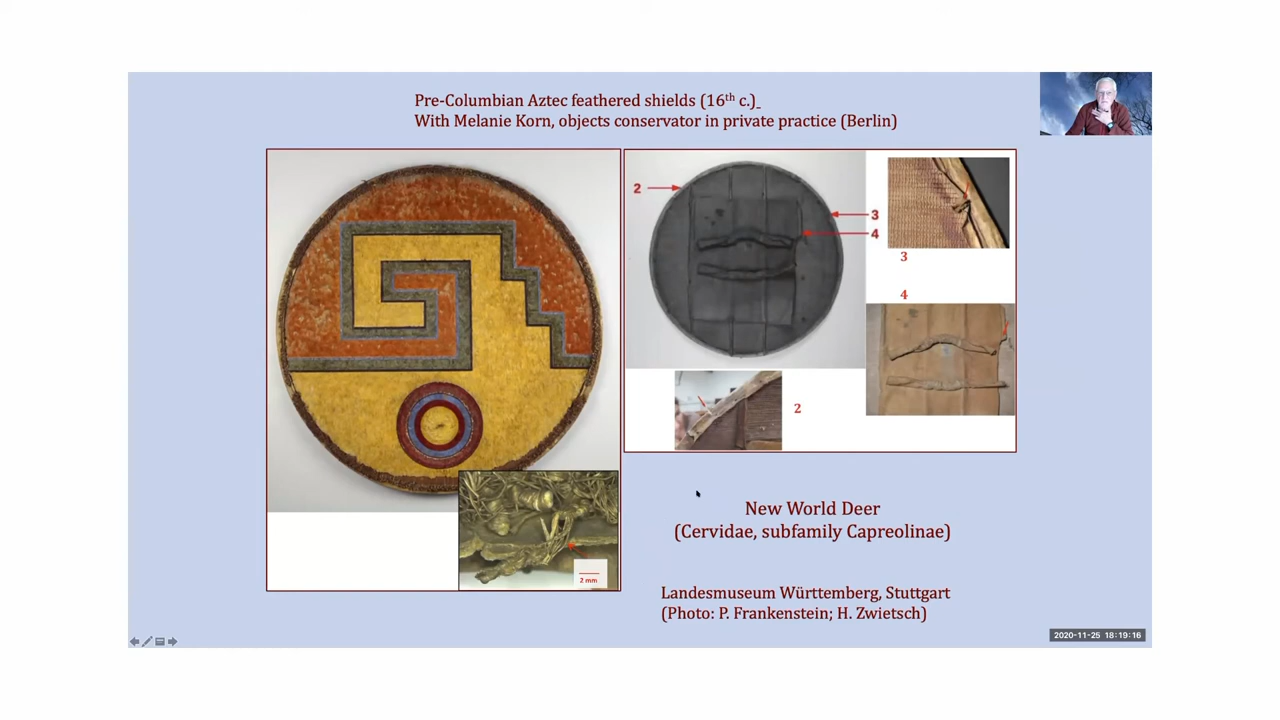 Pre-Columbian Aztec feathered shields (16th c.)
With Melanie Korn, objects conservator in private practice (Berlin)
2
3
4
3
4
2
2 mm
New World Deer
(Cervidae, subfamily Capreolinae)
Landesmuseum Württemberg, Stuttgart
(Photo: P. Frankenstein; H. Zwietsch)
2020-11-25 18:19:16